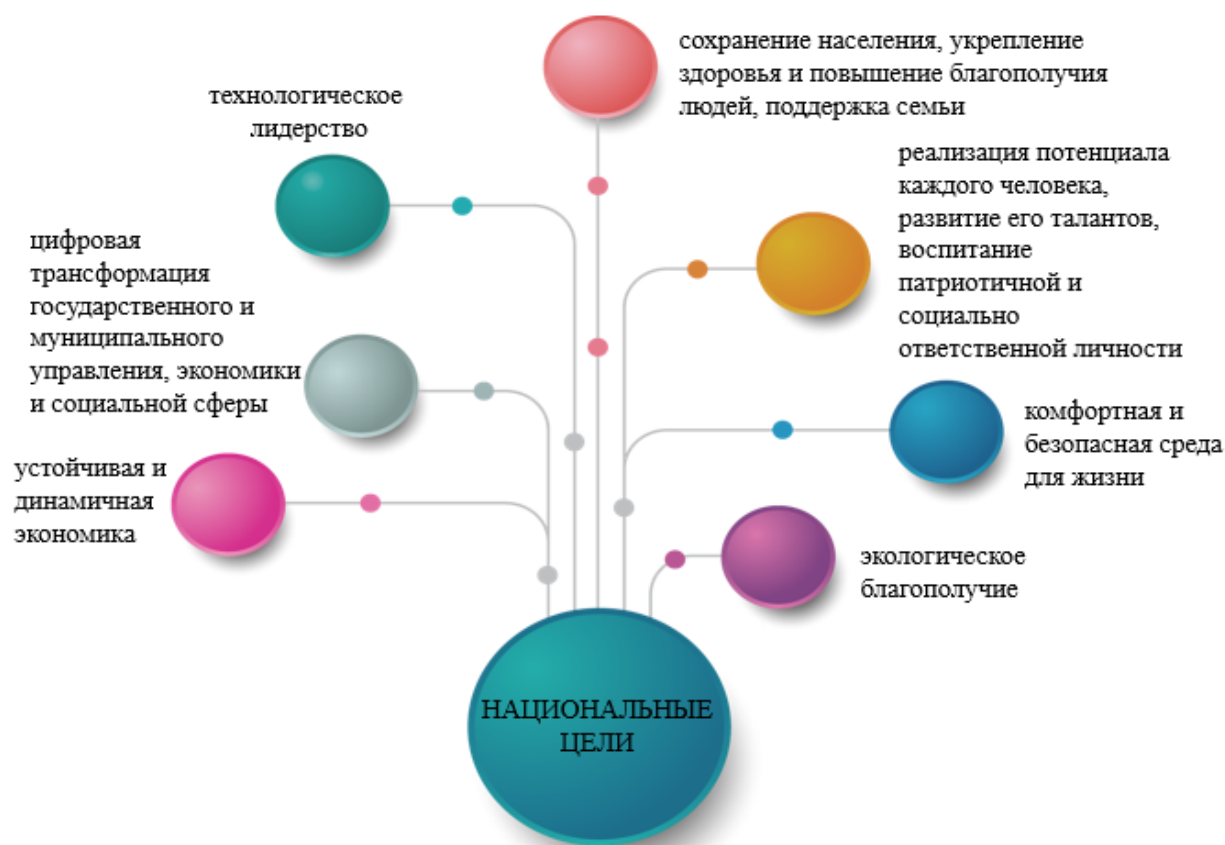 сохранение населения, укрепление
здоровья и повышение благополучия
людей, поддержка семьи
технологическое
лидерство
реализация потенциала
каждого человека,
развитие его талантов,
воспитание
патриотичной и
социально
ответственной личности
цифровая
трансформация
государственного и
муниципального
управления, экономики
и социальной сферы
комфортная и
безопасная среда
для жизни
устойчивая и
динамичная
экономика
экологическое
благополучие
НАЦИОНАЛЬНЫЕ
ЦЕЛИ